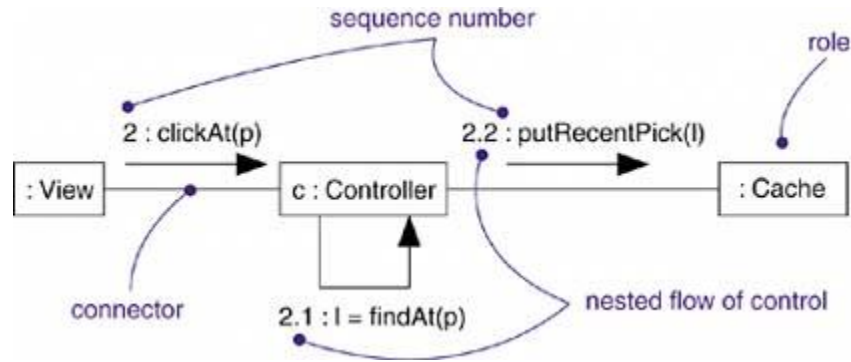 sequence number
role
2 : clickAt(p)
2.2 : putRecentPick(l)
: View
c : Controller
: Cache
connector
2.1 : l = findAt(p)
nested flow of control